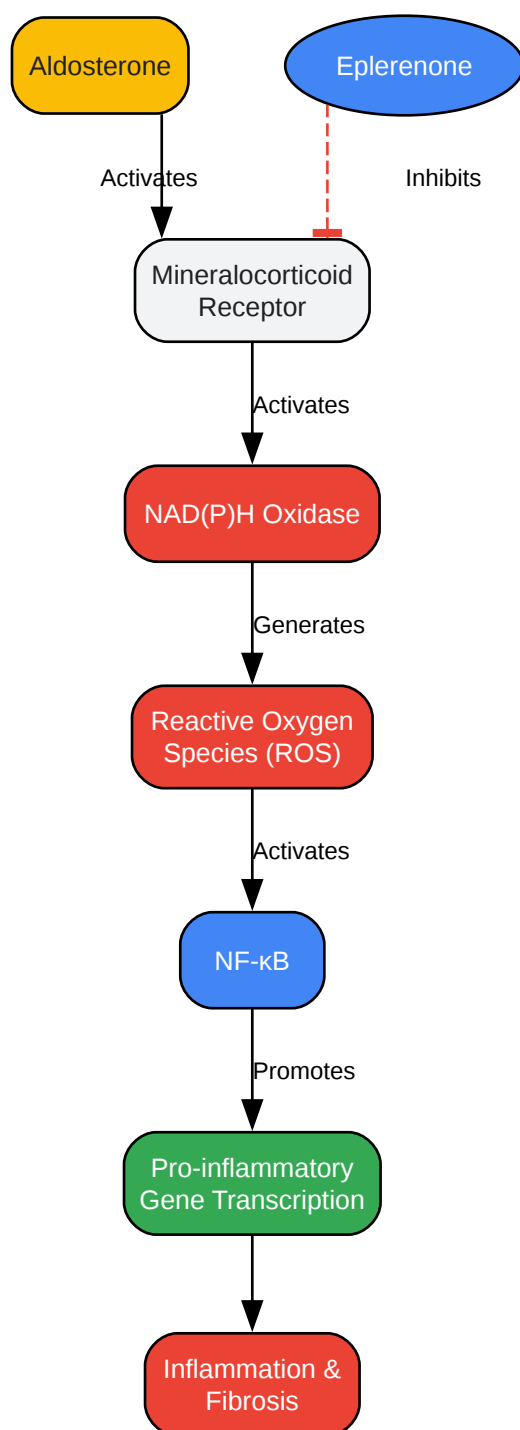 Aldosterone
Eplerenone
Activates
Inhibits
Mineralocorticoid
Receptor
Activates
NAD(P)H Oxidase
Generates
Reactive Oxygen
Species (ROS)
Activates
NF-κB
Promotes
Pro-inflammatory
Gene Transcription
Inflammation &
Fibrosis